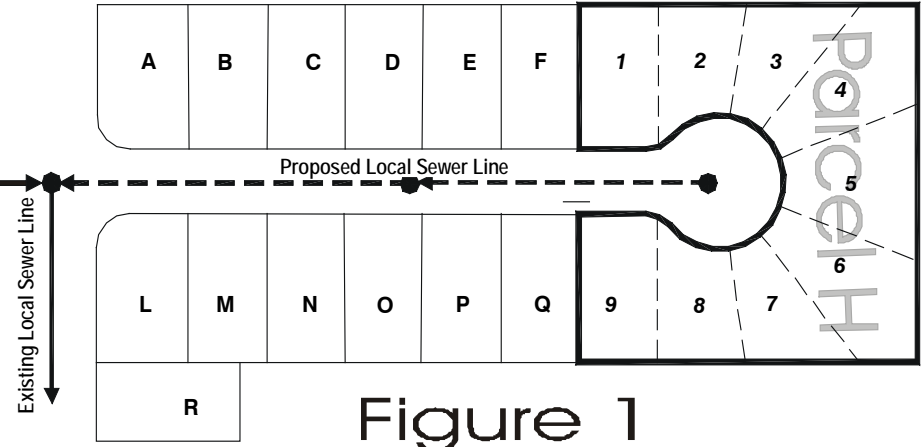 A B C D E F 1 2 3
4
Parcel H
Proposed Local Sewer Line
5
Existing Local Sewer Line
6
L M N O P Q 9 8 7
R
Figure 1